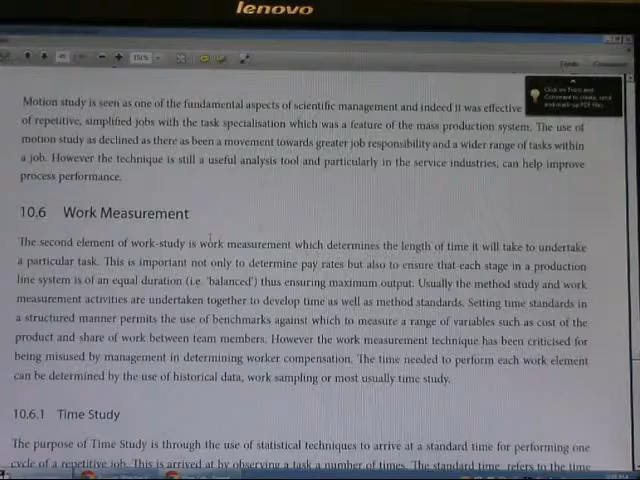 lenovo
Motion study is seen as one of the fundamental aspects of scientific management and indeed it was effective
of repetitive, simplified jobs with the task specialisation which was a feature of the mass production system. The use of
motion study as declined as there as been a movement towards greater job responsibility and a wider range of tasks within
a job. However the technique is still a useful analysis tool and particularly in the service industries, can help improve
process performance.
10.6 Work Measurement
The second element of work-study is work measurement which determines the length of time it will take to undertake
a particular task. This is important not only to determine pay rates but also to ensure that each stage in a production
line system is of an equal duration (i.e. 'balanced') thus ensuring maximum output. Usually the method study and work
measurement activities are undertaken together to develop time as well as method standards. Setting time standards in
a structured manner permits the use of benchmarks against which to measure a range of variables such as cost of the
product and share of work between team members. However the work measurement technique has been criticised for
being misused by management in determining worker compensation. The time needed to perform each work element
can be determined by the use of historical data, work sampling or most usually time study.
10.6.1 Time Study
The purpose of Time Study is through the use of statistical techniques to arrive at a standard time for performing one
cycle of a repetitive job. This is arrived at by observing a task a number of times. The standard time refers to the time